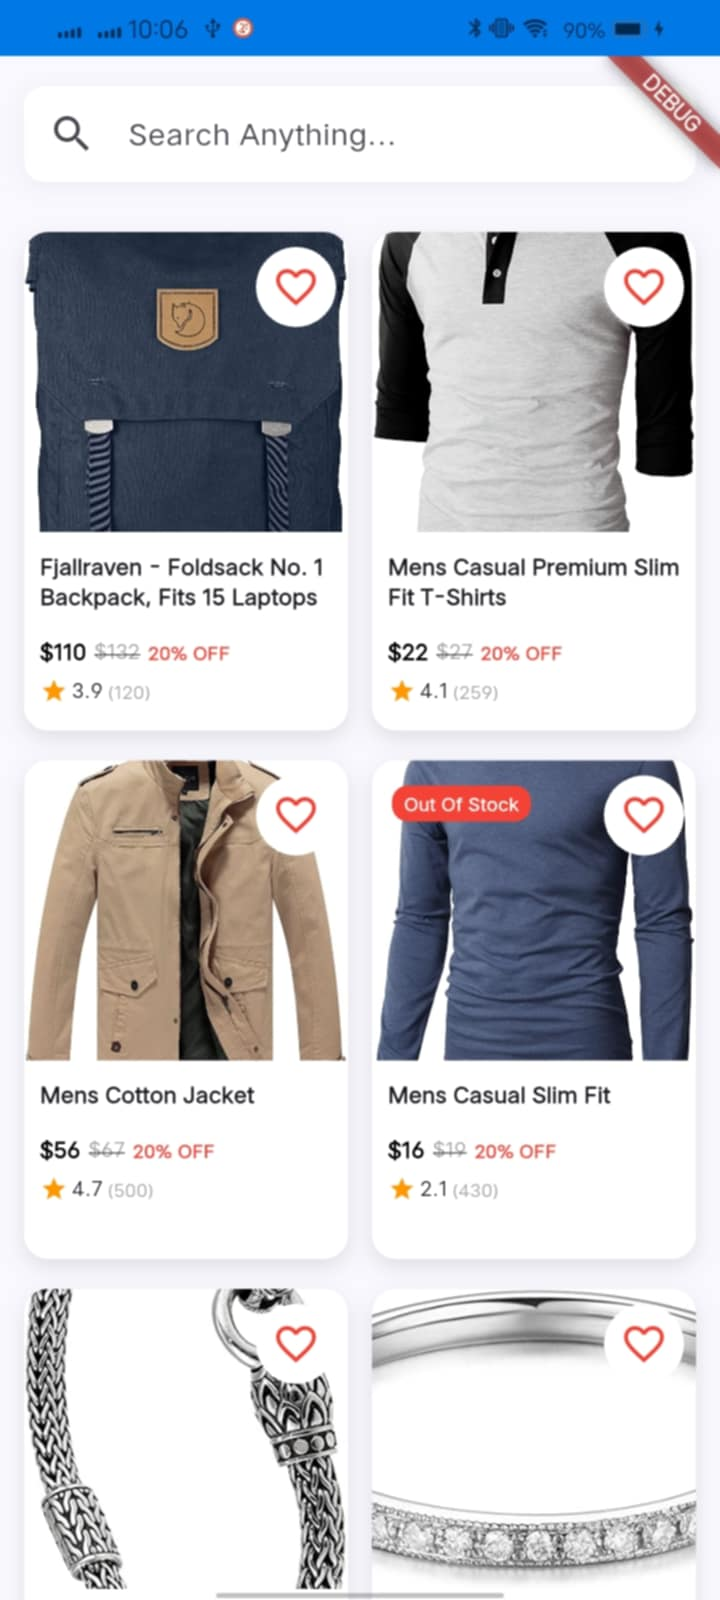 10:06
90%
DEBUG
Search Anything...
Fjallraven - Foldsack No. 1
Backpack, Fits 15 Laptops
$110 $132 20% OFF
3.9 (120)
Mens Casual Premium Slim
Fit T-Shirts
$22 $27 20% OFF
4.1 (259)
Mens Cotton Jacket
$56 $67 20% OFF
4.7 (500)
Out Of Stock
Mens Casual Slim Fit
$16 $19 20% OFF
2.1 (430)